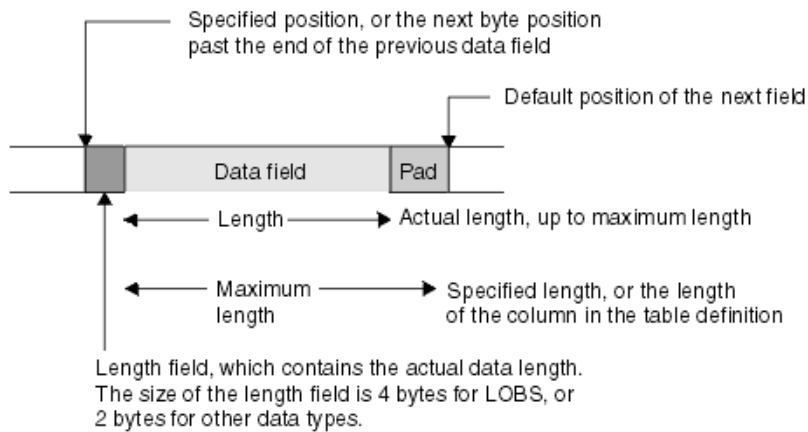 Specified position, or the next byte position
past the end of the previous data field
Default position of the next field
Data field
Pad
Length
Actual length, up to maximum length
Maximum
length
Specified length, or the length
of the column in the table definition
Length field, which contains the actual data length.
The size of the length field is 4 bytes for LOBS, or
2 bytes for other data types.